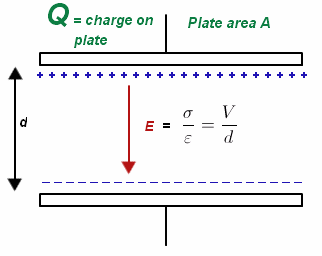 Q = charge on
plate
Plate area A
+ + + + + + + + + + + + + + + + + + + + + +
d
E = σ/ε = V/d